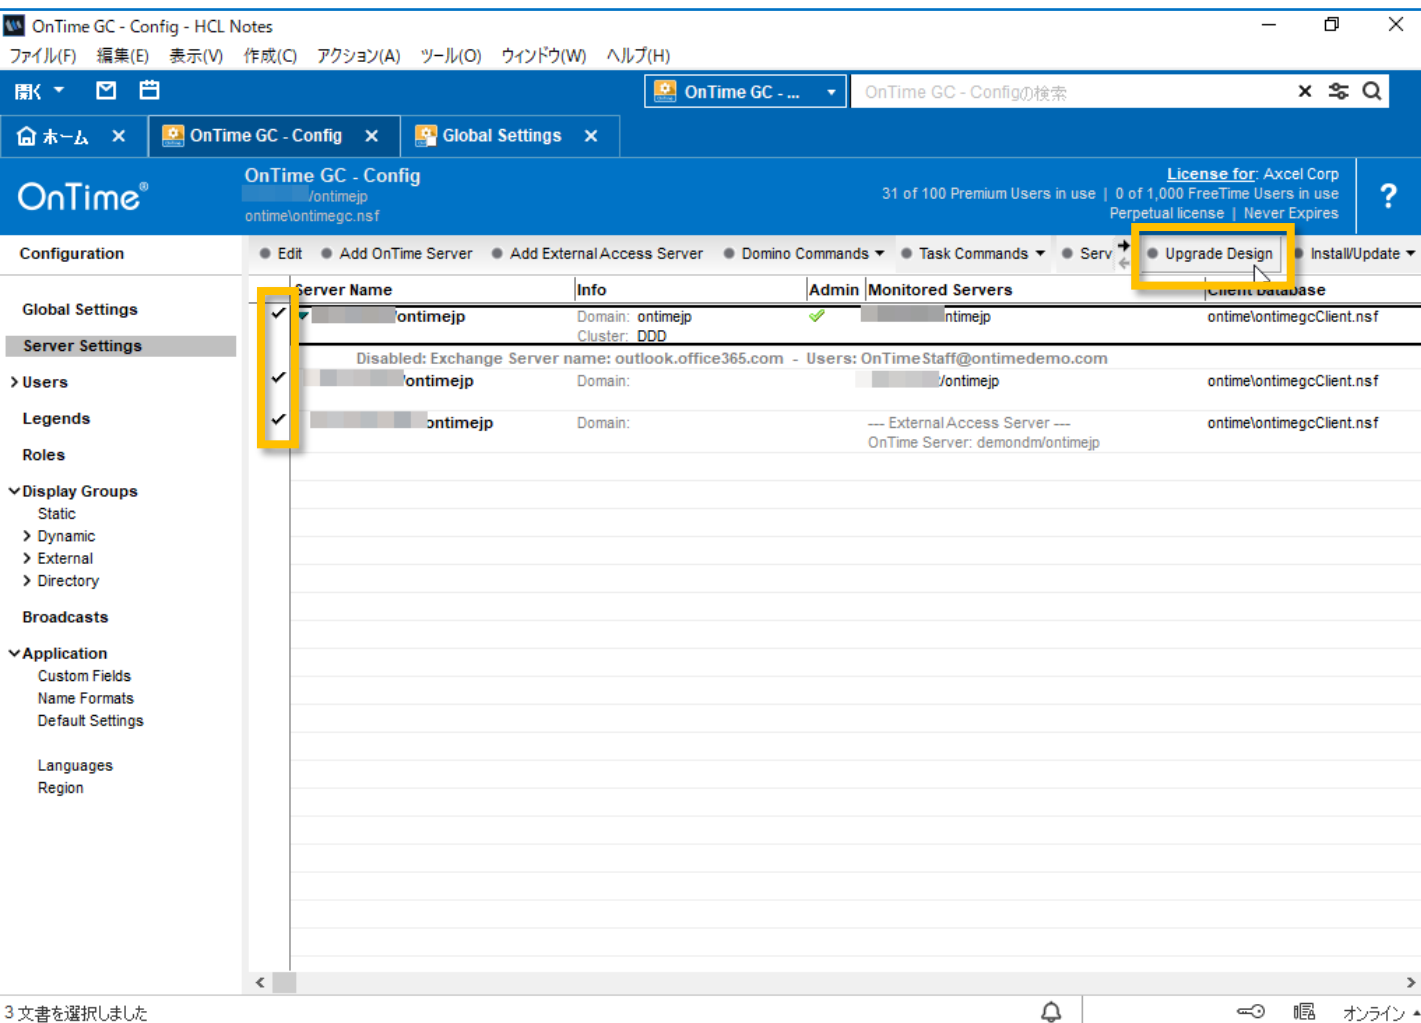 OnTime GC - Config - HCL Notes
ファイル(F) 編集(E) 表示(V) 作成(C) アクション(A) ツール(O) ウィンドウ(W) ヘルプ(H)
開く OnTime GC - ... OnTime GC - Configの検索
ホーム OnTime GC - Config Global Settings
OnTime®
OnTime GC - Config
/ontimejp
ontime\ontimegc.nsf
License for: Axcel Corp
31 of 100 Premium Users in use | 0 of 1,000 FreeTime Users in use
Perpetual license | Never Expires
?
Configuration
Edit Add OnTime Server Add External Access Server Domino Commands Task Commands Serv Upgrade Design Install/Update
Global Settings
Server Settings
Users
Legends
Roles
Display Groups
Static
Dynamic
External
Directory
Broadcasts
Application
Custom Fields
Name Formats
Default Settings
Languages
Region
Server Name Info Admin Monitored Servers Client Database
/ontimejp Domain: ontimejp ntimejp ontime\ontimegcClient.nsf
Cluster: DDD
Disabled: Exchange Server name: outlook.office365.com - Users: OnTimeStaff@ontimedemo.com
/ontimejp Domain: /ontimejp ontime\ontimegcClient.nsf
ontimejp Domain: --- External Access Server --- ontime\ontimegcClient.nsf
OnTime Server: demondm/ontimejp
3 文書を選択しました オンライン